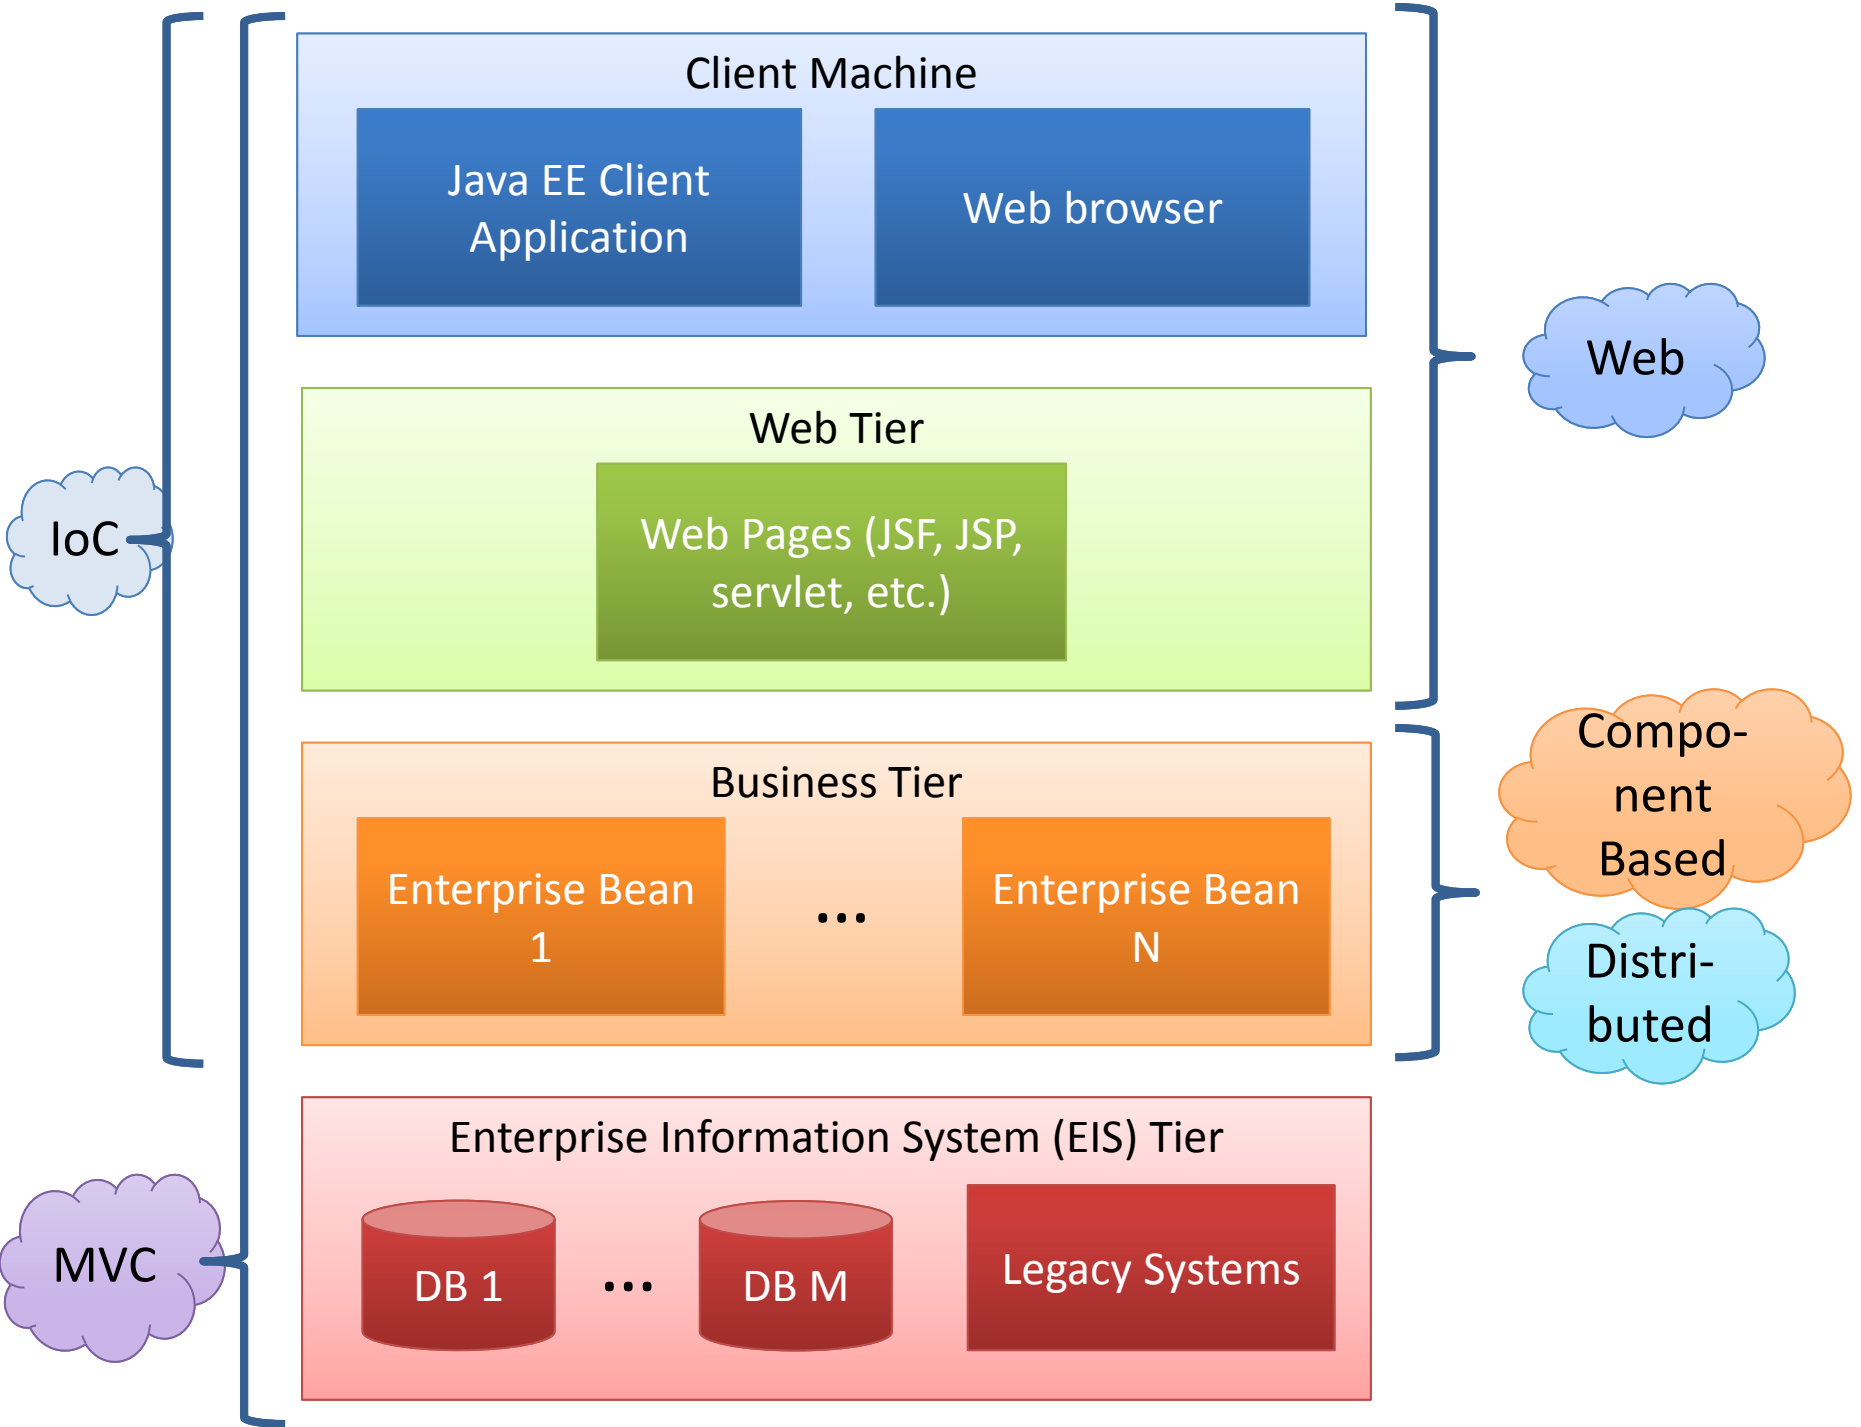 Client Machine
Java EE Client
Application
Web browser
Web
Web Tier
Web Pages (JSF, JSP,
servlet, etc.)
IoC
Business Tier
Enterprise Bean
1
...
Enterprise Bean
N
Compo-
nent
Based
Distri-
buted
Enterprise Information System (EIS) Tier
DB 1
...
DB M
Legacy Systems
MVC